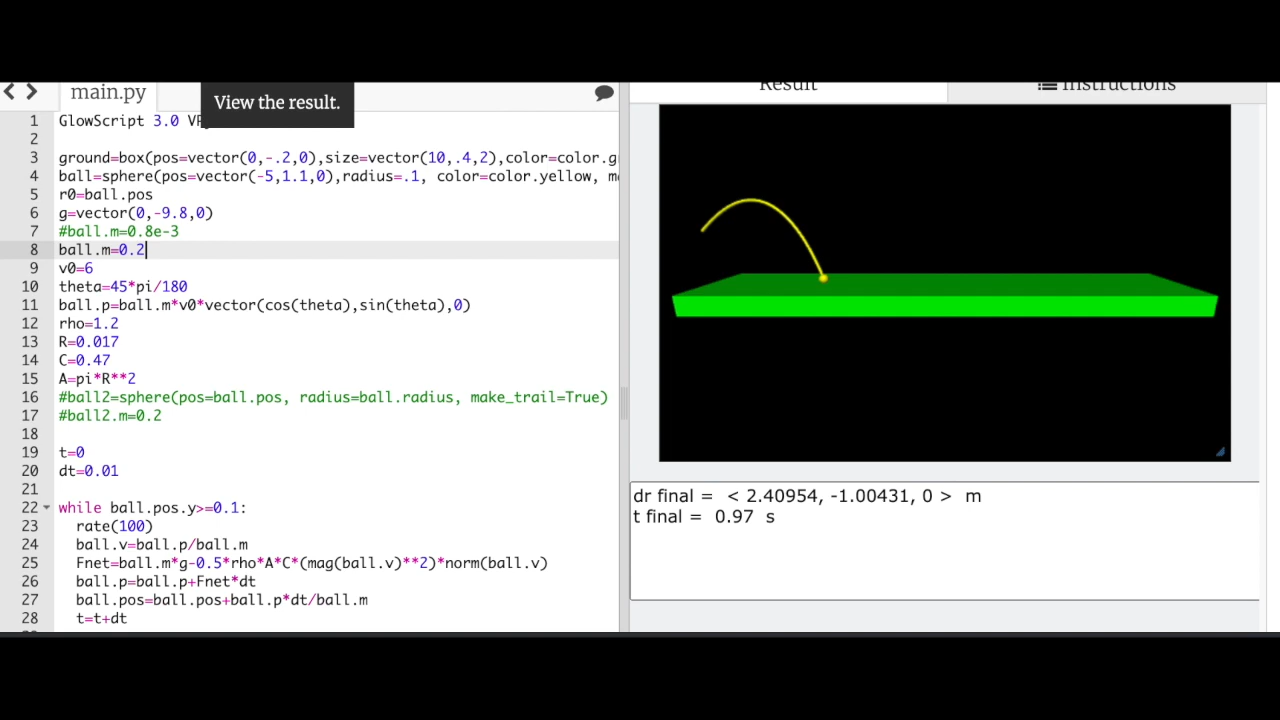 main.py
View the result.
Result
Instructions
1 GlowScript 3.0
2
3 ground=box(pos=vector(0,-.2,0),size=vector(10,.4,2),color=color.g
4 ball=sphere(pos=vector(-5,1.1,0),radius=.1, color=color.yellow, m
5 r0=ball.pos
6 g=vector(0,-9.8,0)
7 #ball.m=0.8e-3
8 ball.m=0.2
9 v0=6
10 theta=45*pi/180
11 ball.p=ball.m*v0*vector(cos(theta),sin(theta),0)
12 rho=1.2
13 R=0.017
14 C=0.47
15 A=pi*R**2
16 #ball2=sphere(pos=ball.pos, radius=ball.radius, make_trail=True)
17 #ball2.m=0.2
18
19 t=0
20 dt=0.01
21
22 while ball.pos.y>=0.1:
23 rate(100)
24 ball.v=ball.p/ball.m
25 Fnet=ball.m*g-0.5*rho*A*C*(mag(ball.v)**2)*norm(ball.v)
26 ball.p=ball.p+Fnet*dt
27 ball.pos=ball.pos+ball.p*dt/ball.m
28 t=t+dt
dr final = < 2.40954, -1.00431, 0 > m
t final = 0.97 s